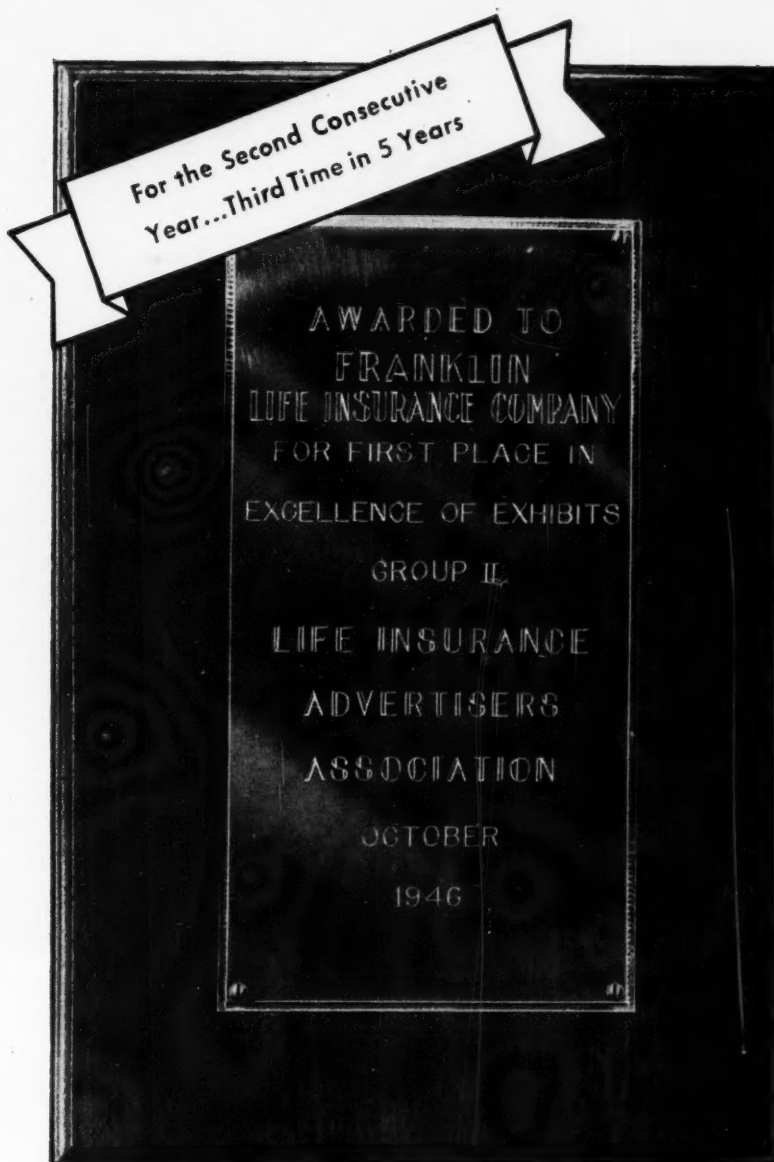 For the Second Consecutive
Year...Third Time in 5 Years
AWARDED TO
FRANKLIN
LIFE INSURANCE COMPANY
FOR FIRST PLACE IN
EXCELLENCE OF EXHIBITS
GROUP II
LIFE INSURANCE
ADVERTISERS
ASSOCIATION
OCTOBER
1946